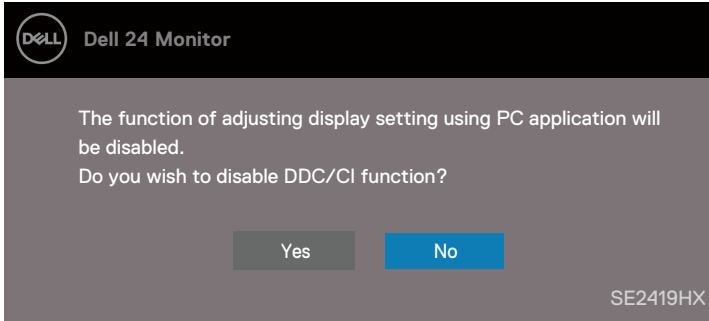 DELL
Dell 24 Monitor
The function of adjusting display setting using PC application will
be disabled.
Do you wish to disable DDC/CI function?
Yes
No
SE2419HX